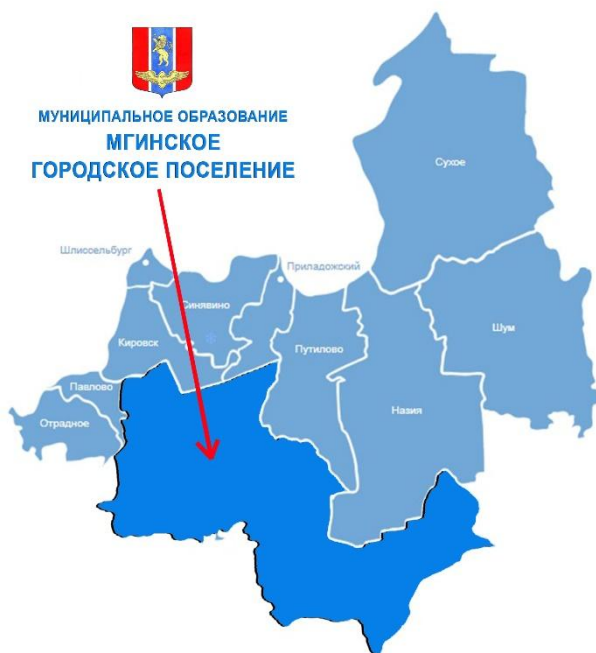 МУНИЦИПАЛЬНОЕ ОБРАЗОВАНИЕ
МГИНСКОЕ
ГОРОДСКОЕ ПОСЕЛЕНИЕ
Сухое
Шлиссельбург
Приладожский
Синявино
Шум
Кировск
Путилово
Павлово
Назия
Отрадное